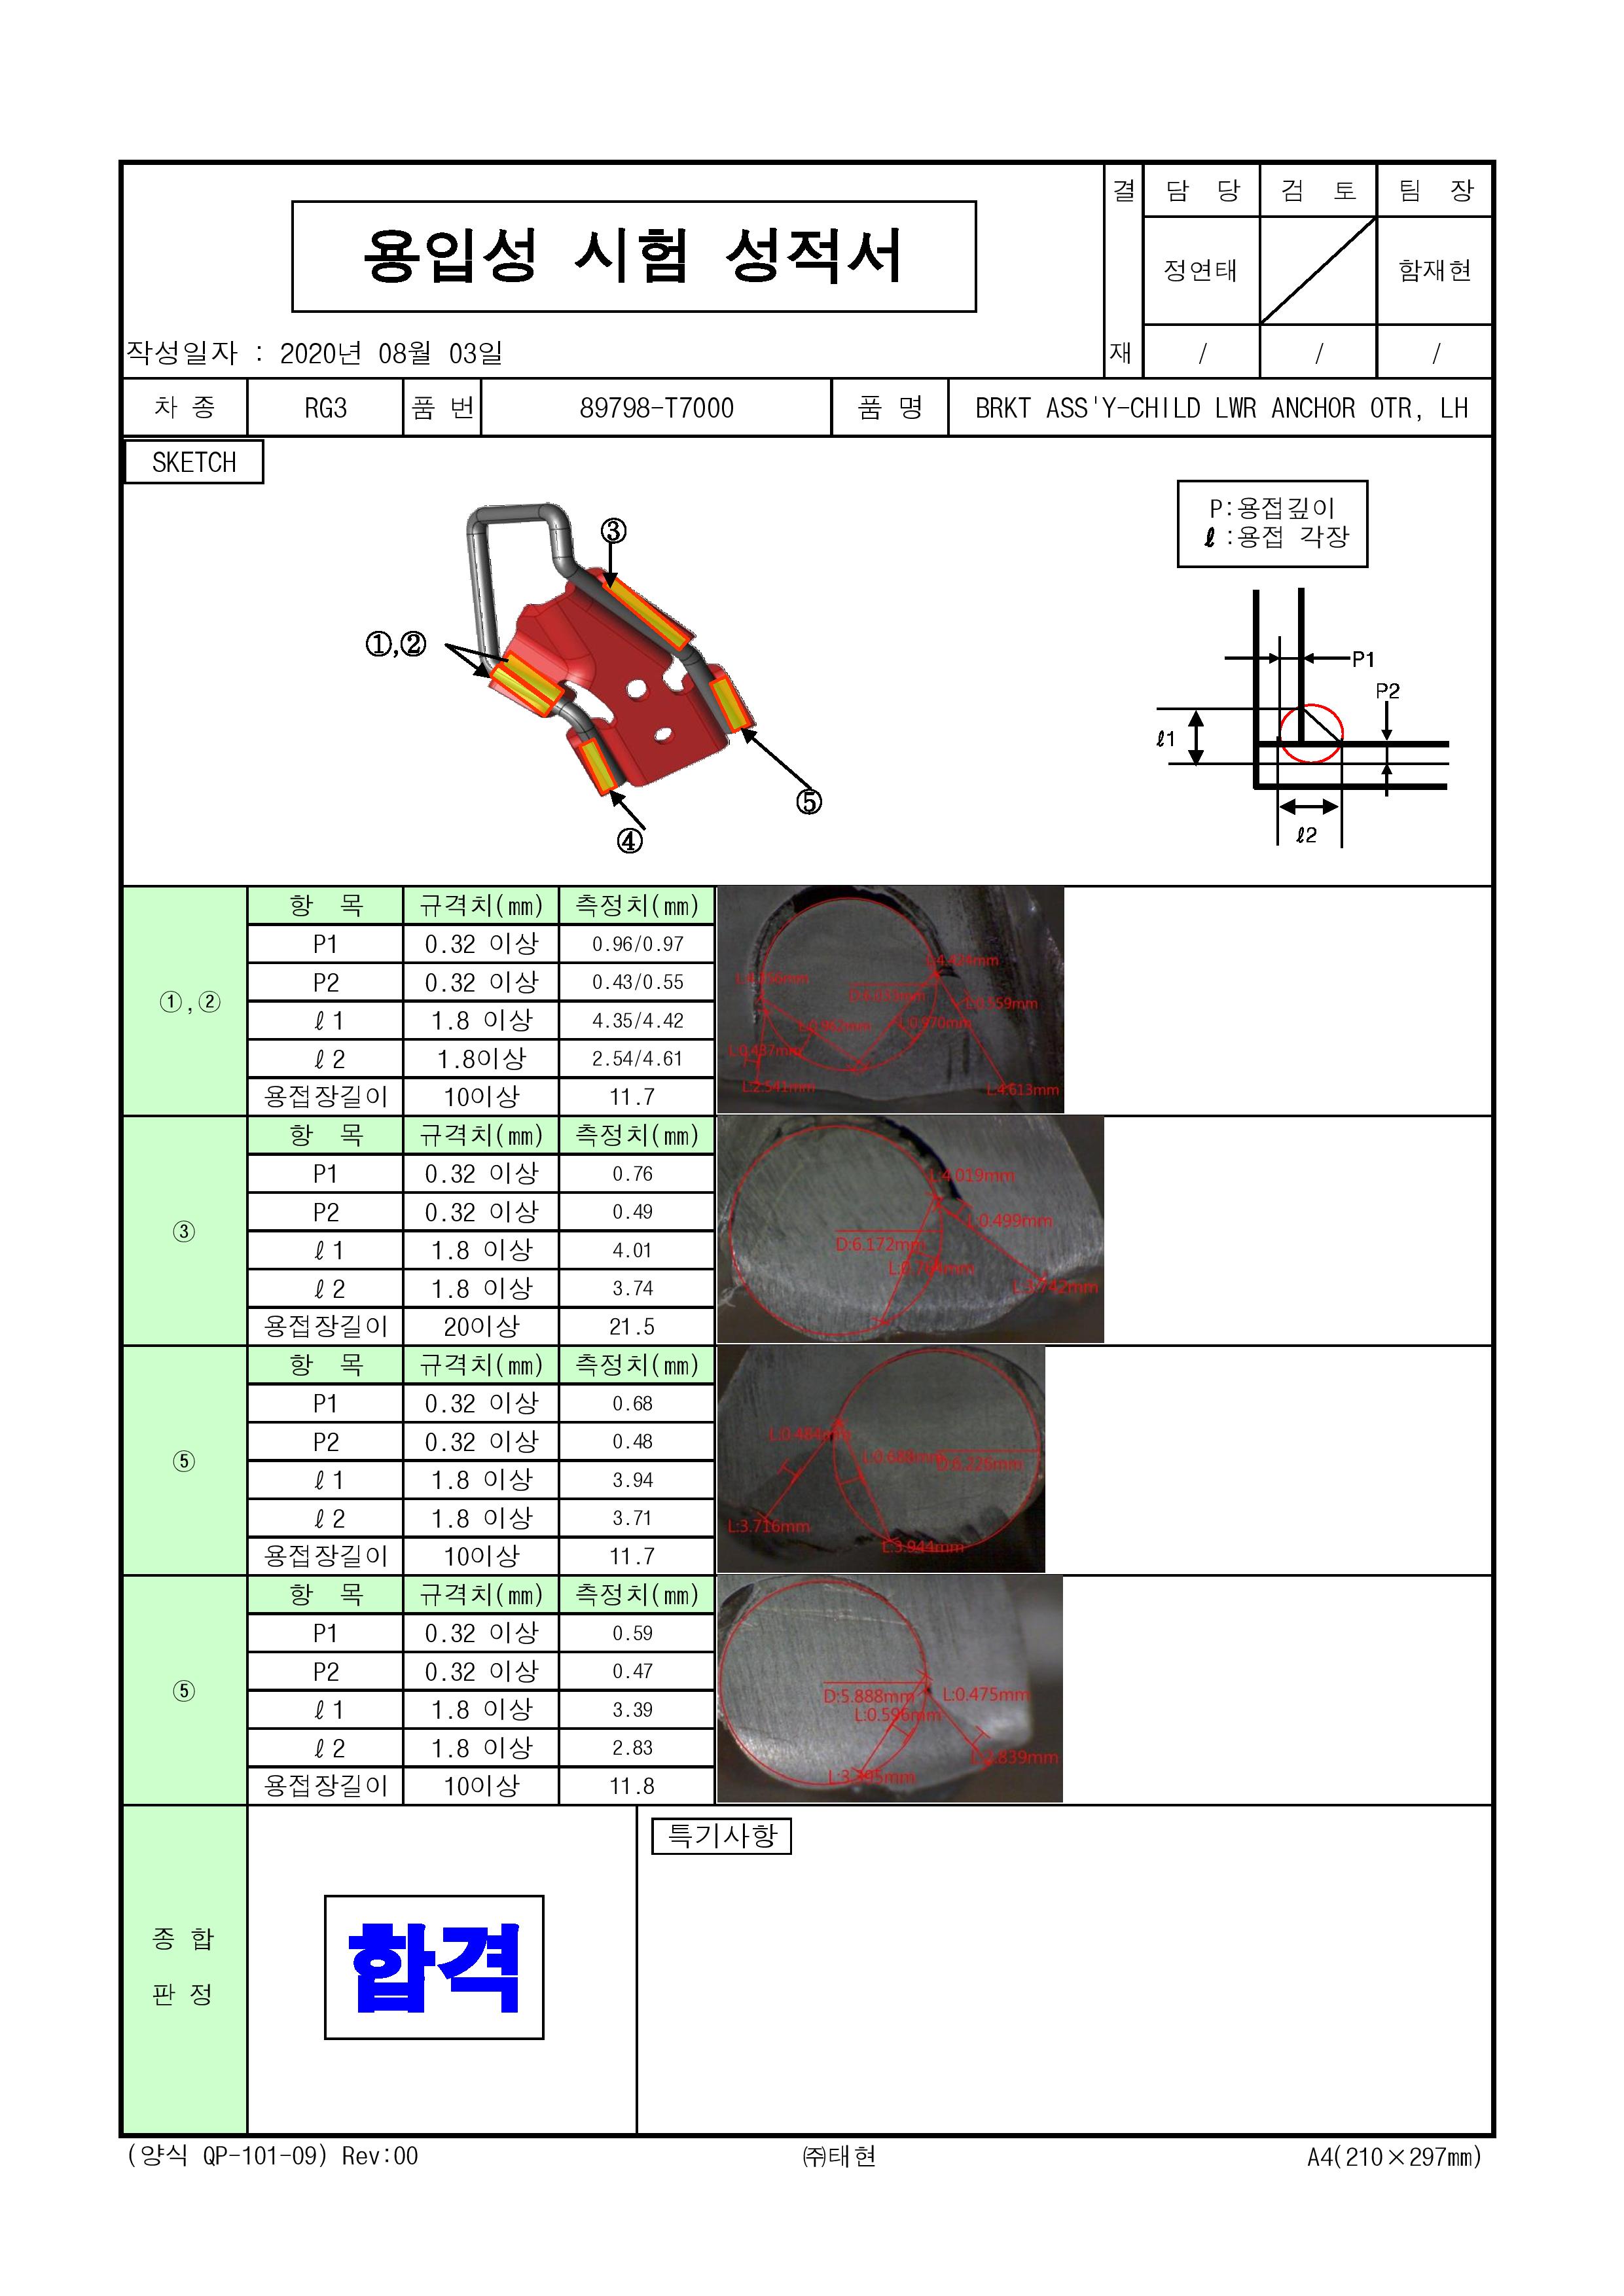 용입성 시험 성적서
결 재
담 당 검 토 팀 장
정연태 함재현
/ / /
작성일자 : 2020년 08월 03일
차 종 RG3 품 번 89798-T7000 품 명 BRKT ASS'Y-CHILD LWR ANCHOR OTR, LH
SKETCH
①,②
③
④
⑤
P:용접깊이
ℓ :용접 각장
P1
P2
ℓ1
ℓ2
①,②
항 목 규격치(㎜) 측정치(㎜)
P1 0.32 이상 0.96/0.97
P2 0.32 이상 0.43/0.55
ℓ1 1.8 이상 4.35/4.42
ℓ2 1.8이상 2.54/4.61
용접장길이 10이상 11.7
L:0.970mm
L:0.437mm
L:2.541mm
L:4.613mm
③
항 목 규격치(㎜) 측정치(㎜)
P1 0.32 이상 0.76
P2 0.32 이상 0.49
ℓ1 1.8 이상 4.01
ℓ2 1.8 이상 3.74
용접장길이 20이상 21.5
L:4.019mm
L:0.499mm
D:6.172mm
L:3.742mm
⑤
항 목 규격치(㎜) 측정치(㎜)
P1 0.32 이상 0.68
P2 0.32 이상 0.48
ℓ1 1.8 이상 3.94
ℓ2 1.8 이상 3.71
용접장길이 10이상 11.7
L:0.688mm
D:6.226mm
L:3.716mm
L:3.944mm
⑤
항 목 규격치(㎜) 측정치(㎜)
P1 0.32 이상 0.59
P2 0.32 이상 0.47
ℓ1 1.8 이상 3.39
ℓ2 1.8 이상 2.83
용접장길이 10이상 11.8
D:5.888mm
L:0.475mm
L:0.596mm
L:2.839mm
L:3.395mm
종 합
판 정
합격
특기사항
(양식 QP-101-09) Rev:00 ㈜태현 A4(210×297㎜)